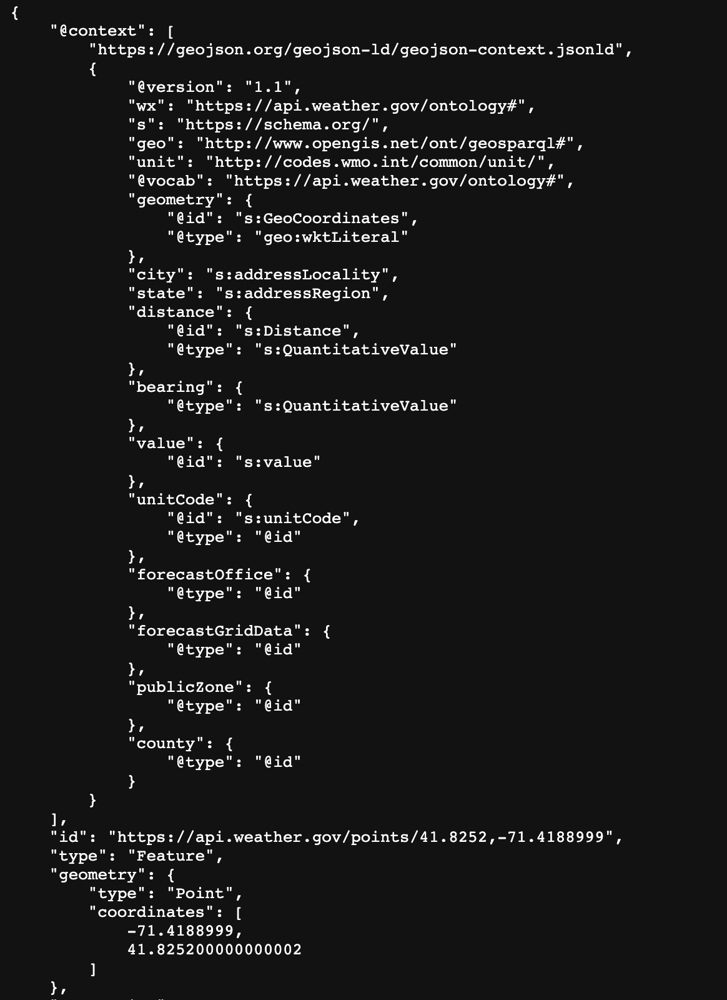 {
    "@context": [
        "https://geojson.org/geojson-ld/geojson-context.jsonld",
        {
            "@version": "1.1",
            "wx": "https://api.weather.gov/ontology#",
            "s": "https://schema.org/",
            "geo": "http://www.opengis.net/ont/geosparql#",
            "unit": "http://codes.wmo.int/common/unit/",
            "@vocab": "https://api.weather.gov/ontology#",
            "geometry": {
                "@id": "s:GeoCoordinates",
                "@type": "geo:wktLiteral"
            },
            "city": "s:addressLocality",
            "state": "s:addressRegion",
            "distance": {
                "@id": "s:Distance",
                "@type": "s:QuantitativeValue"
            },
            "bearing": {
                "@type": "s:QuantitativeValue"
            },
            "value": {
                "@id": "s:value"
            },
            "unitCode": {
                "@id": "s:unitCode",
                "@type": "@id"
            },
            "forecastOffice": {
                "@type": "@id"
            },
            "forecastGridData": {
                "@type": "@id"
            },
            "publicZone": {
                "@type": "@id"
            },
            "county": {
                "@type": "@id"
            }
        }
    ],
    "id": "https://api.weather.gov/points/41.8252,-71.4188999",
    "type": "Feature",
    "geometry": {
        "type": "Point",
        "coordinates": [
            -71.4188999,
            41.825200000000002
        ]
    },